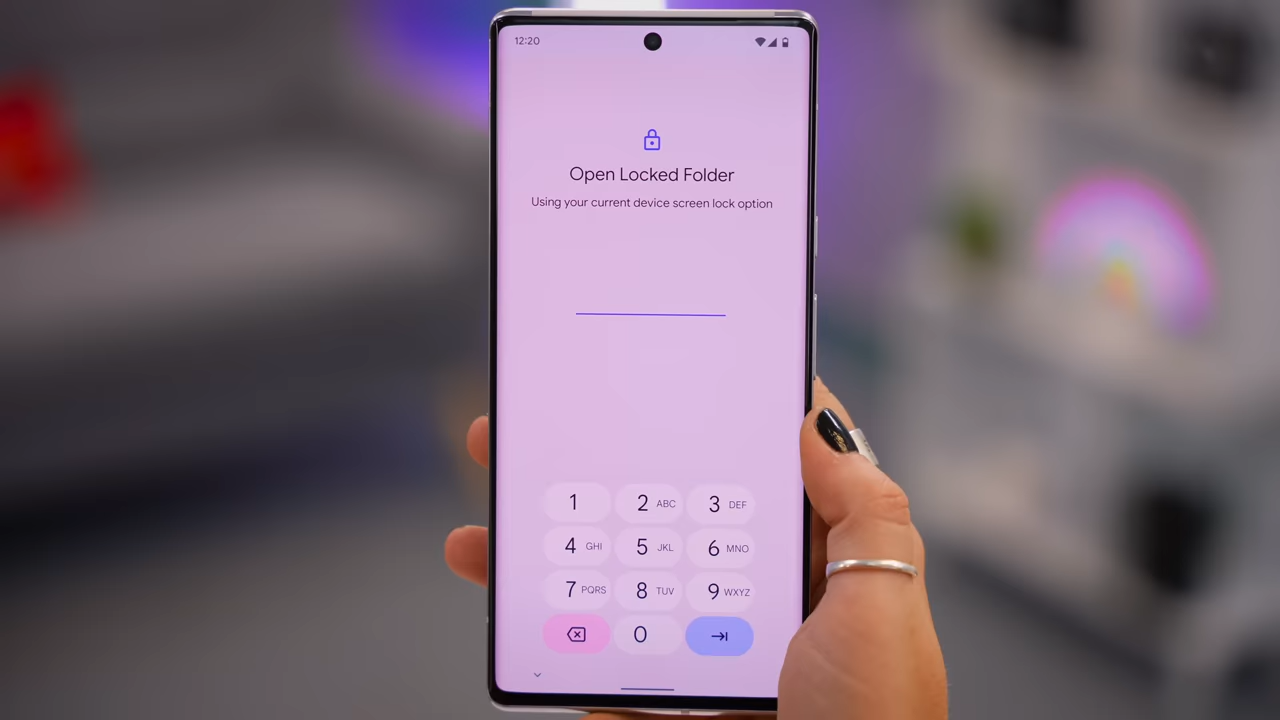 12:20
Open Locked Folder
Using your current device screen lock option
1 2 ABC 3 DEF
4 GHI 5 JKL 6 MNO
7 PQRS 8 TUV 9 WXYZ
0